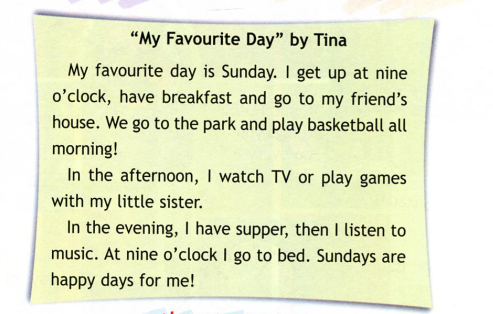 “My Favourite Day” by Tina
My favourite day is Sunday. I get up at nine
o’clock, have breakfast and go to my friend’s
house. We go to the park and play basketball all
morning!
In the afternoon, I watch TV or play games
with my little sister.
In the evening, I have supper, then I listen to
music. At nine o’clock I go to bed. Sundays are
happy days for me!